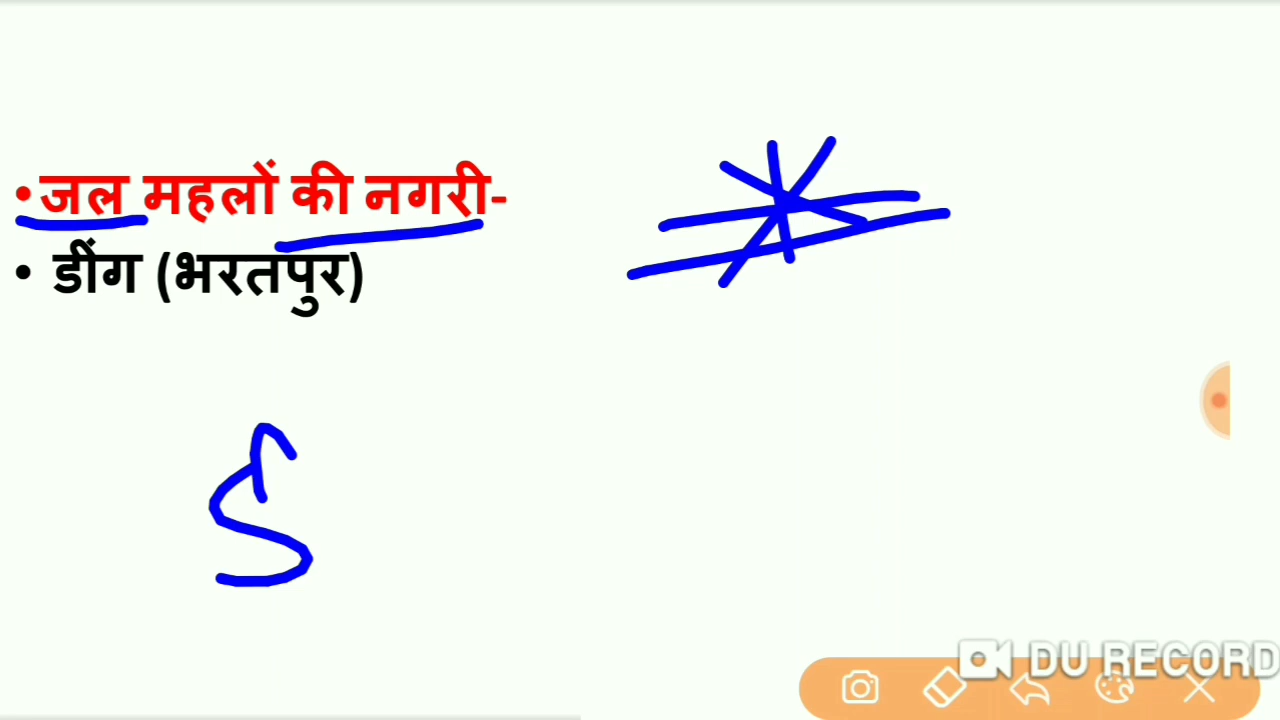 •जल महलों की नगरी-
• डींग (भरतपुर)
DU RECORD